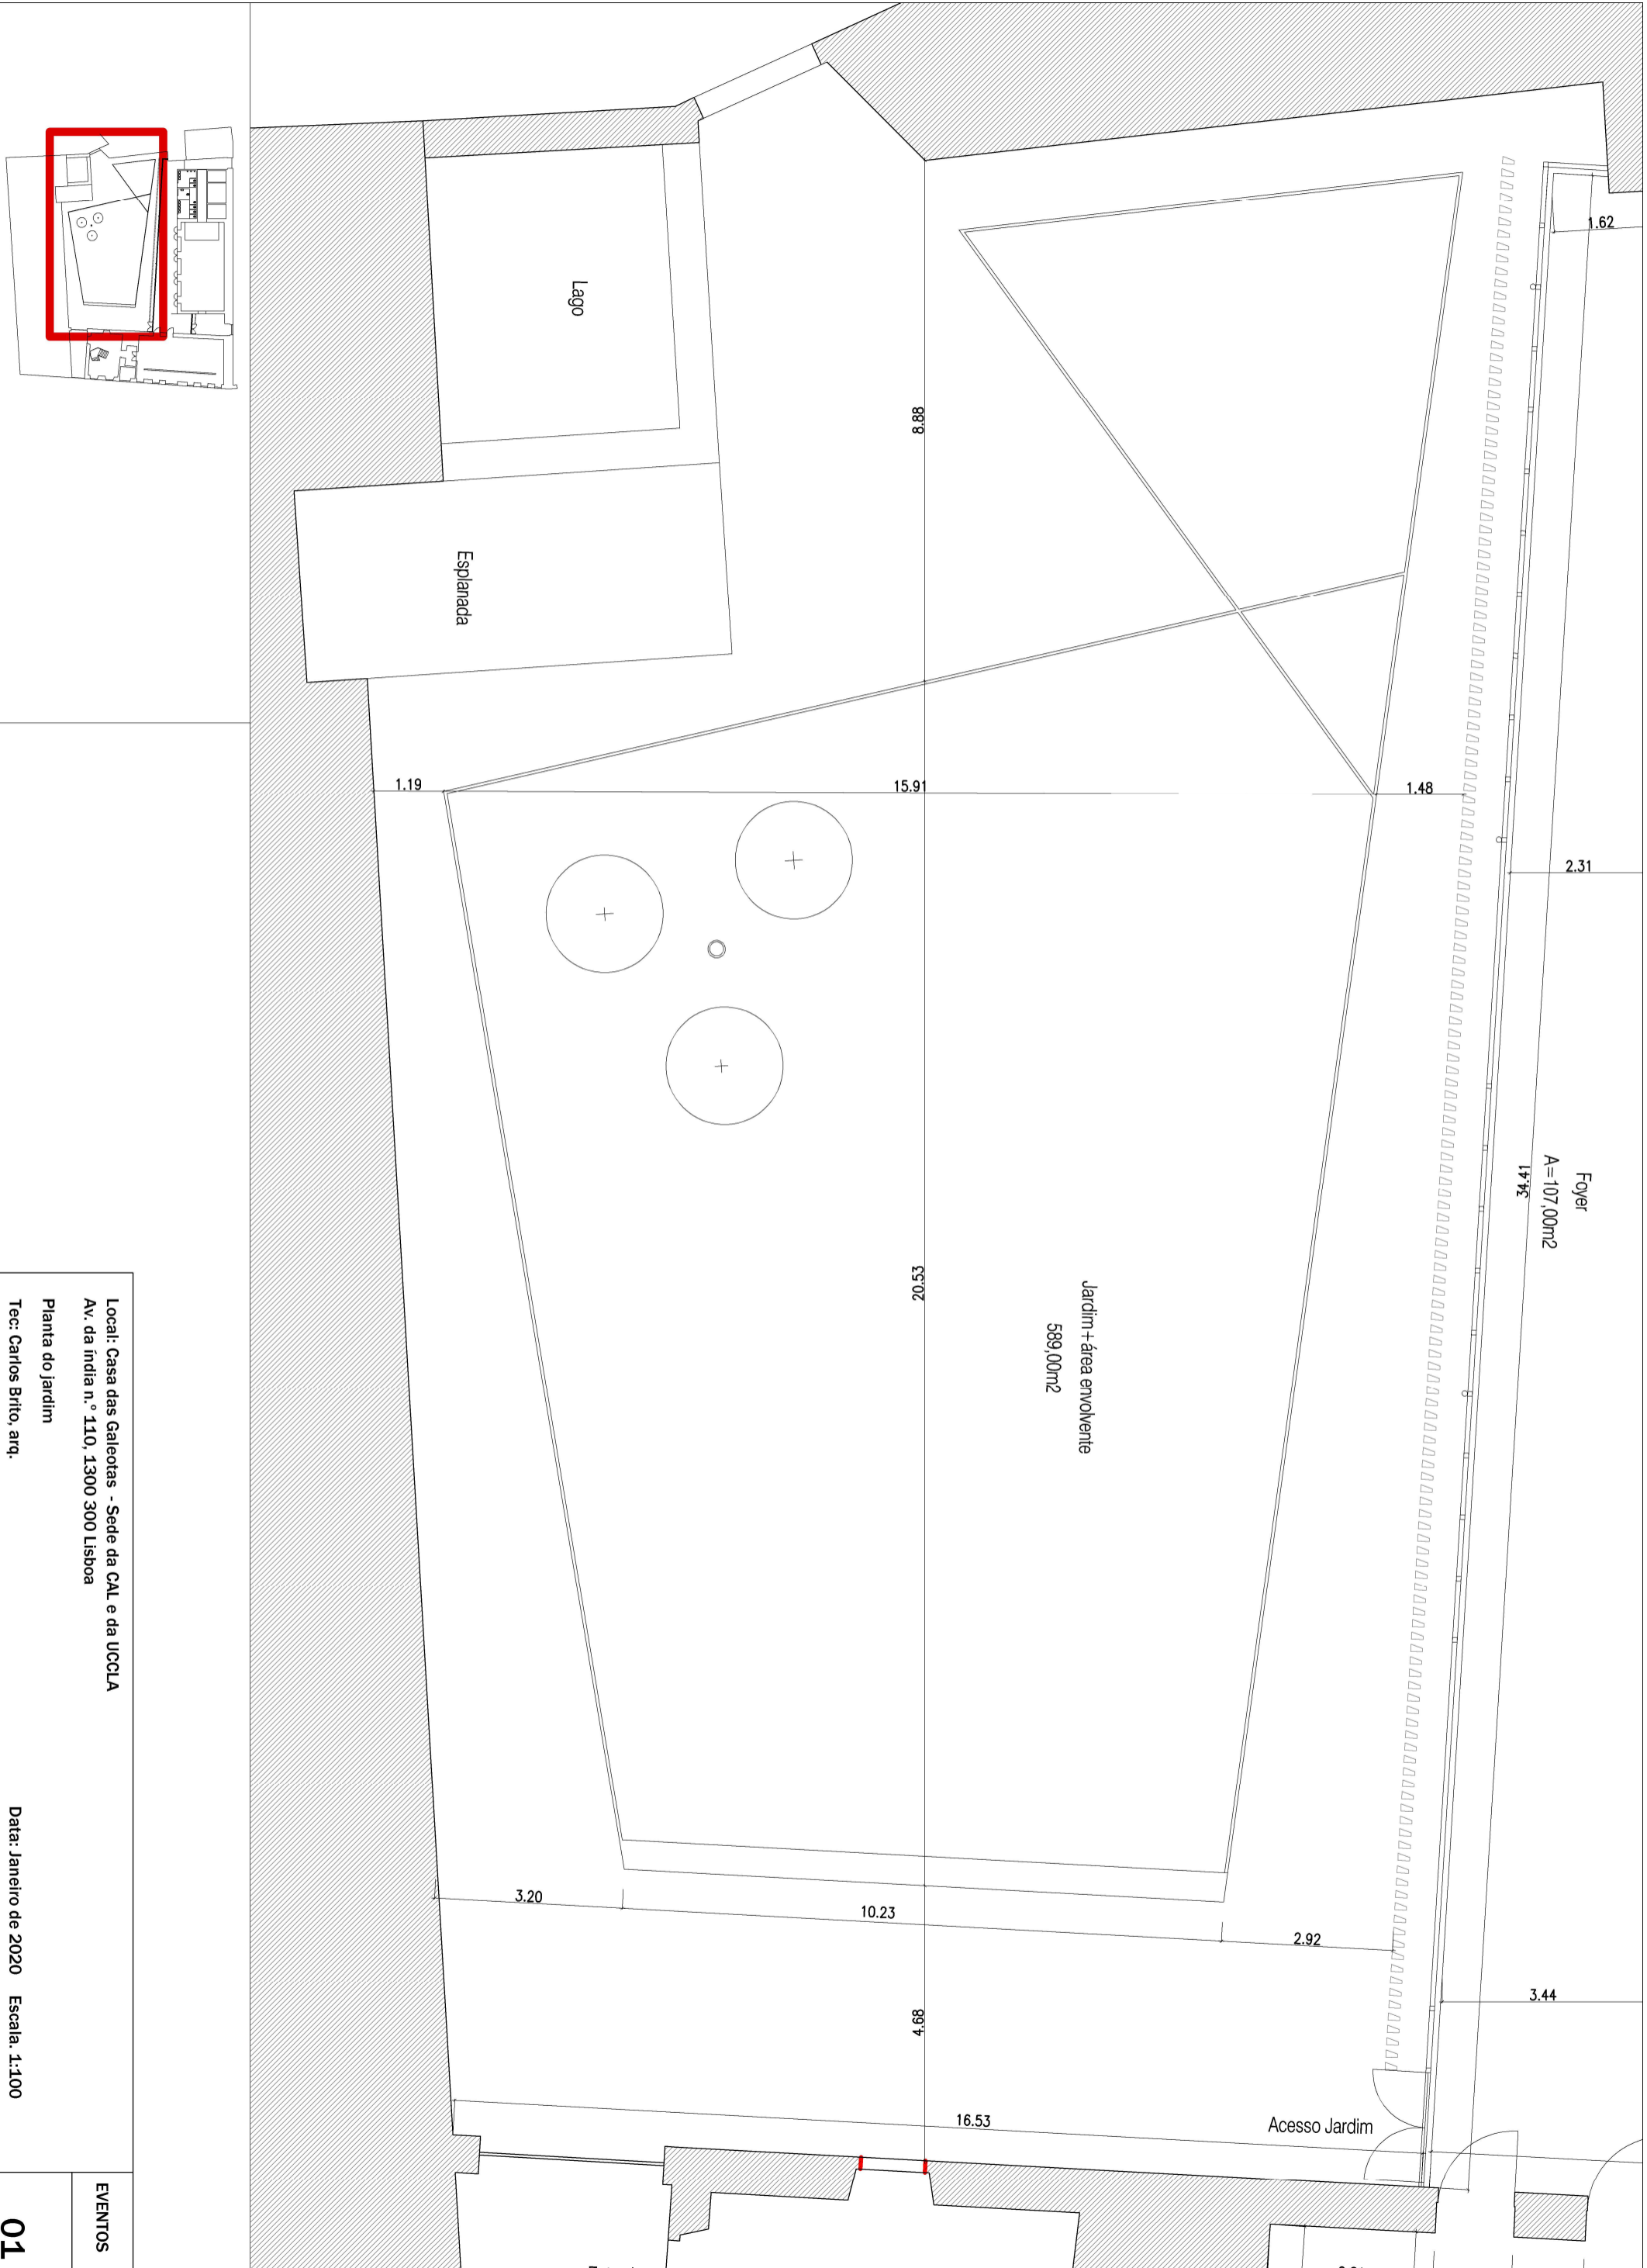 Lago
Esplanada
8.88
1.62
1.19
15.91
1.48
2.31
Foyer
A=107,00m2
34.41
20.53
Jardim+área envolvente
589,00m2
3.20
10.23
2.92
3.44
4.68
16.53
Acesso Jardim
Local: Casa das Galeotas - Sede da CAL e da UCCLA
Av. da índia n.º 110, 1300 300 Lisboa
Planta do jardim
Tec: Carlos Brito, arq.
Data: Janeiro de 2020 Escala. 1:100
EVENTOS
01